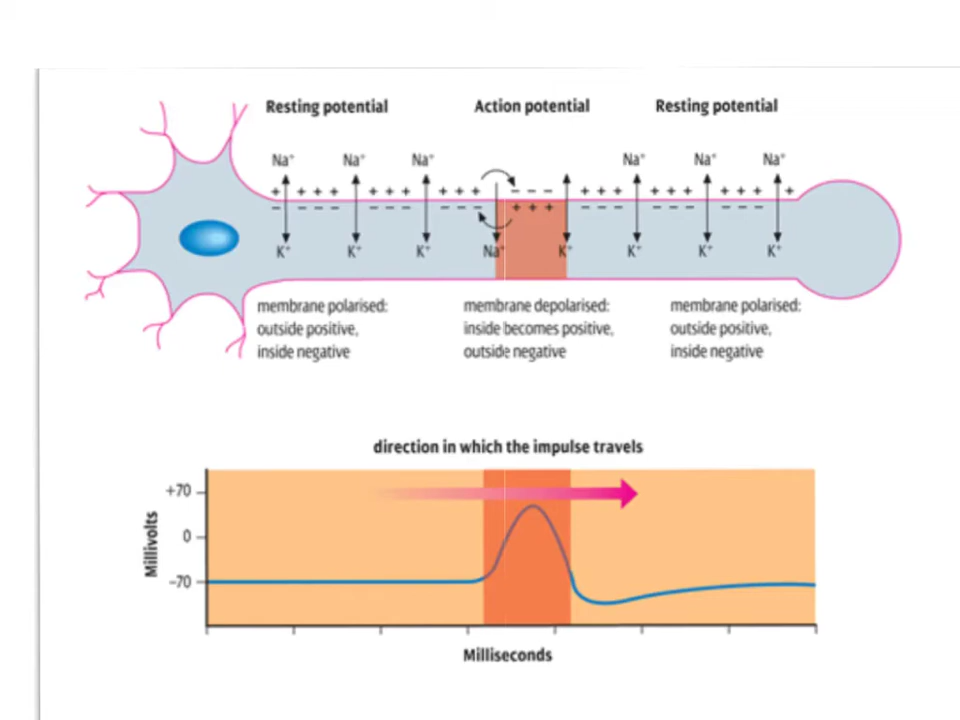 Resting potential Action potential Resting potential
Na⁺ Na⁺ Na⁺ Na⁺ Na⁺ Na⁺
+ + + + + + + + + + − − − + + + + + + + + + +
− − − − − − − − − + + + − − − − − − − − −
K⁺ K⁺ K⁺ Na⁺ K⁺ K⁺ K⁺ K⁺
membrane polarised: membrane depolarised: membrane polarised:
outside positive, inside becomes positive, outside positive,
inside negative outside negative inside negative
direction in which the impulse travels
+70
0
−70
Millivolts
Milliseconds